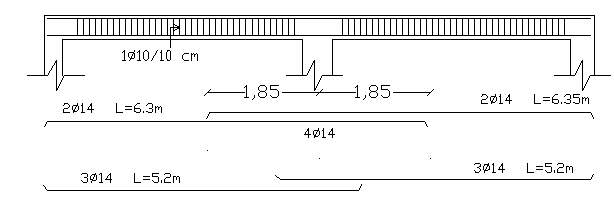 1ø10/10 cm
1,85 1,85
2ø14 L=6.3m
2ø14 L=6.35m
4ø14
3ø14 L=5.2m
3ø14 L=5.2m